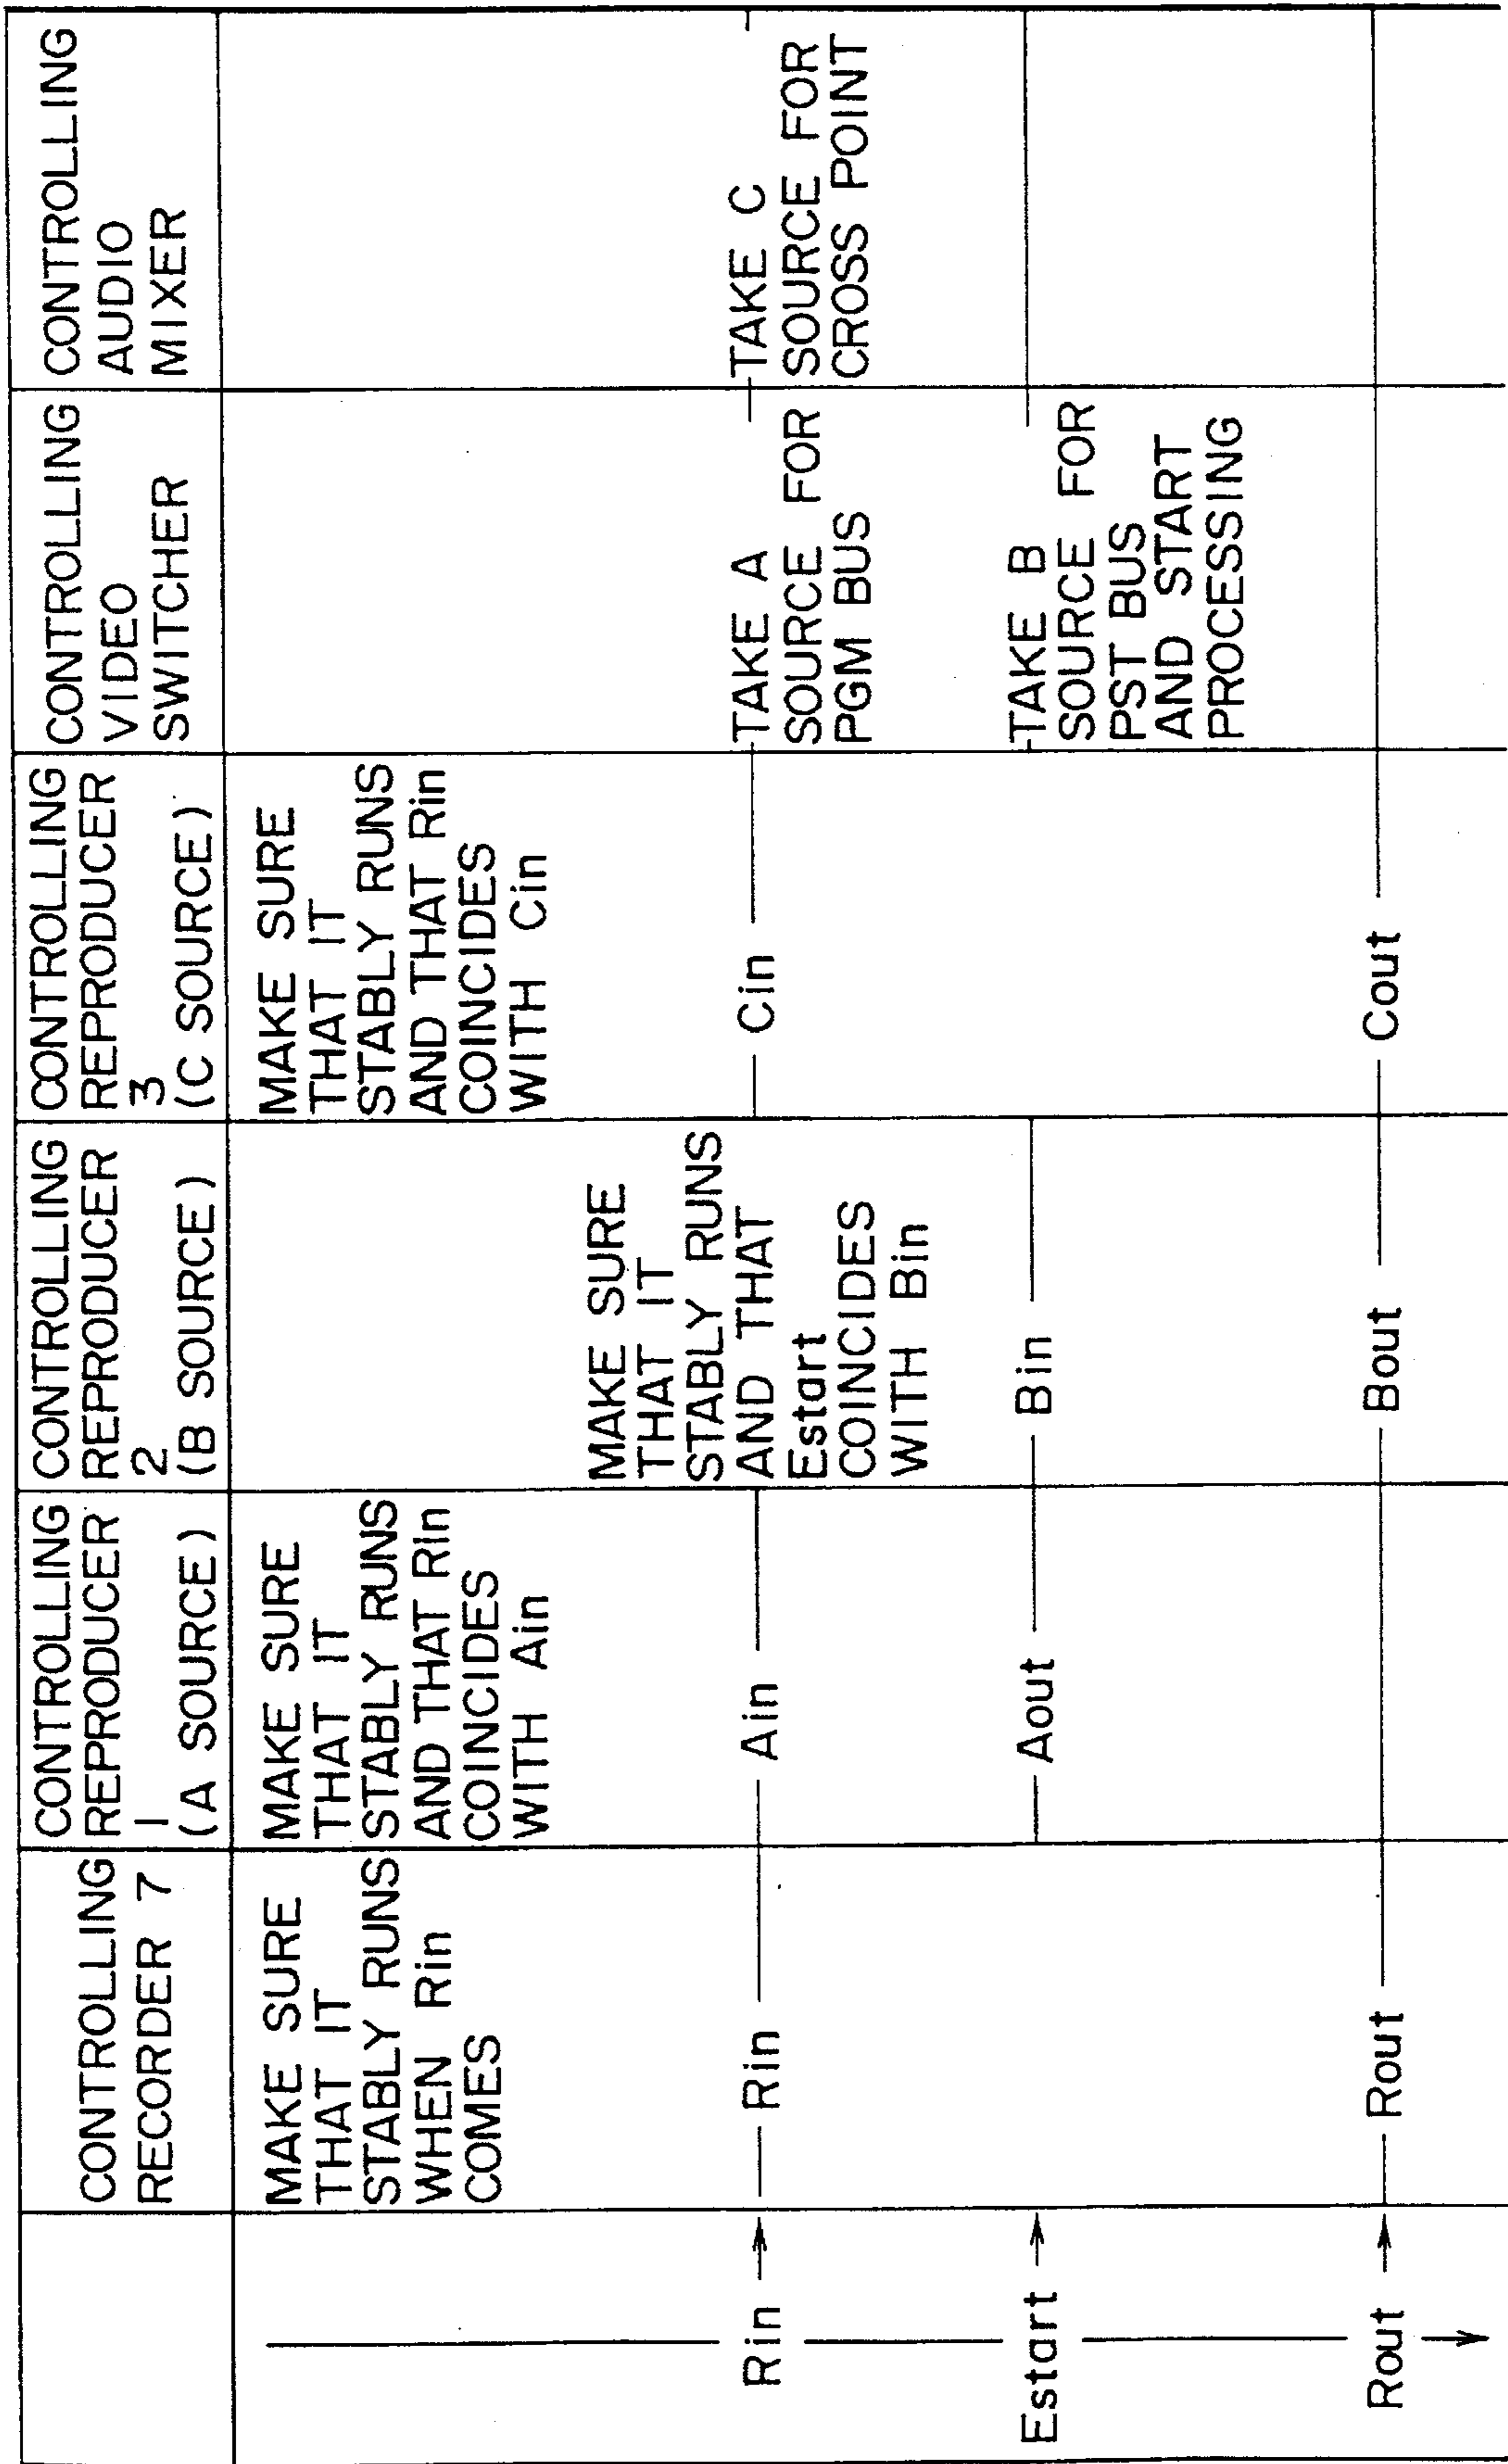 CONTROLLING
RECORDER 7
CONTROLLING
REPRODUCER
1
(A SOURCE)
CONTROLLING
REPRODUCER
2
(B SOURCE)
CONTROLLING
REPRODUCER
3
(C SOURCE)
CONTROLLING
VIDEO
SWITCHER
CONTROLLING
AUDIO
MIXER
MAKE SURE
THAT IT
STABLY RUNS
WHEN Rin
COMES
MAKE SURE
THAT IT
STABLY RUNS
AND THAT Rin
COINCIDES
WITH Ain
MAKE SURE
THAT IT
STABLY RUNS
AND THAT
Estart
COINCIDES
WITH Bin
MAKE SURE
THAT IT
STABLY RUNS
AND THAT Rin
COINCIDES
WITH Cin
Rin
Rin
Ain
Cin
TAKE A
SOURCE FOR
PGM BUS
TAKE C
SOURCE FOR
CROSS POINT
Estart
Aout
Bin
TAKE B
SOURCE FOR
PST BUS
AND START
PROCESSING
Rout
Rout
Bout
Cout